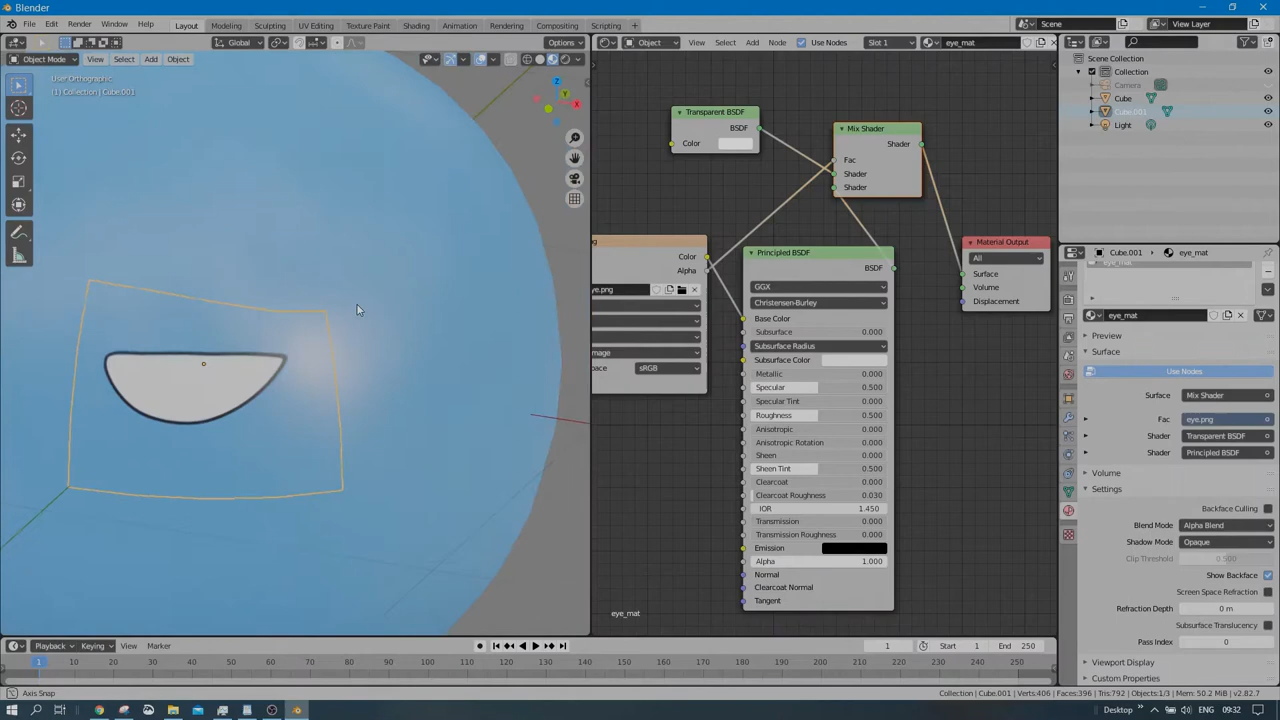 Blender
File Edit Render Window Help
Layout Modeling Sculpting UV Editing Texture Paint Shading Animation Rendering Compositing Scripting +
Scene
View Layer
Global
Options
Object
View Select Add Node Use Nodes
Slot 1
eye_mat
Object Mode View Select Add Object
User Orthographic
(1) Collection | Cube.001
Scene Collection
Collection
Camera
Cube
Cube.001
Light
Transparent BSDF
BSDF
Color
Mix Shader
Shader
Fac
Shader
Shader
Color
Alpha
ye.png
mage
pace sRGB
Principled BSDF
BSDF
GGX
Christensen-Burley
Base Color
Subsurface 0.000
Subsurface Radius
Subsurface Color
Metallic 0.000
Specular 0.500
Specular Tint 0.000
Roughness 0.500
Anisotropic 0.000
Anisotropic Rotation 0.000
Sheen 0.000
Sheen Tint 0.500
Clearcoat 0.000
Clearcoat Roughness 0.030
IOR 1.450
Transmission 0.000
Transmission Roughness 0.000
Emission
Alpha 1.000
Normal
Clearcoat Normal
Tangent
Material Output
All
Surface
Volume
Displacement
eye_mat
Cube.001 eye_mat
eye_mat
Preview
Surface
Use Nodes
Surface Mix Shader
Fac eye.png
Shader Transparent BSDF
Shader Principled BSDF
Volume
Settings
Backface Culling
Blend Mode Alpha Blend
Shadow Mode Opaque
Clip Threshold 0.500
Show Backface
Screen Space Refraction
Refraction Depth 0 m
Subsurface Translucency
Pass Index 0
Viewport Display
Custom Properties
Playback Keying View Marker
1 Start 1 End 250
1 10 20 30 40 50 60 70 80 90 100 110 120 130 140 150 160 170 180 190 200 210 220 230 240 250
Axis Snap
Collection | Cube.001 | Verts:406 | Faces:396 | Tris:792 | Objects:1/3 | Mem: 50.2 MiB | v2.82.7
Desktop ENG 09:32